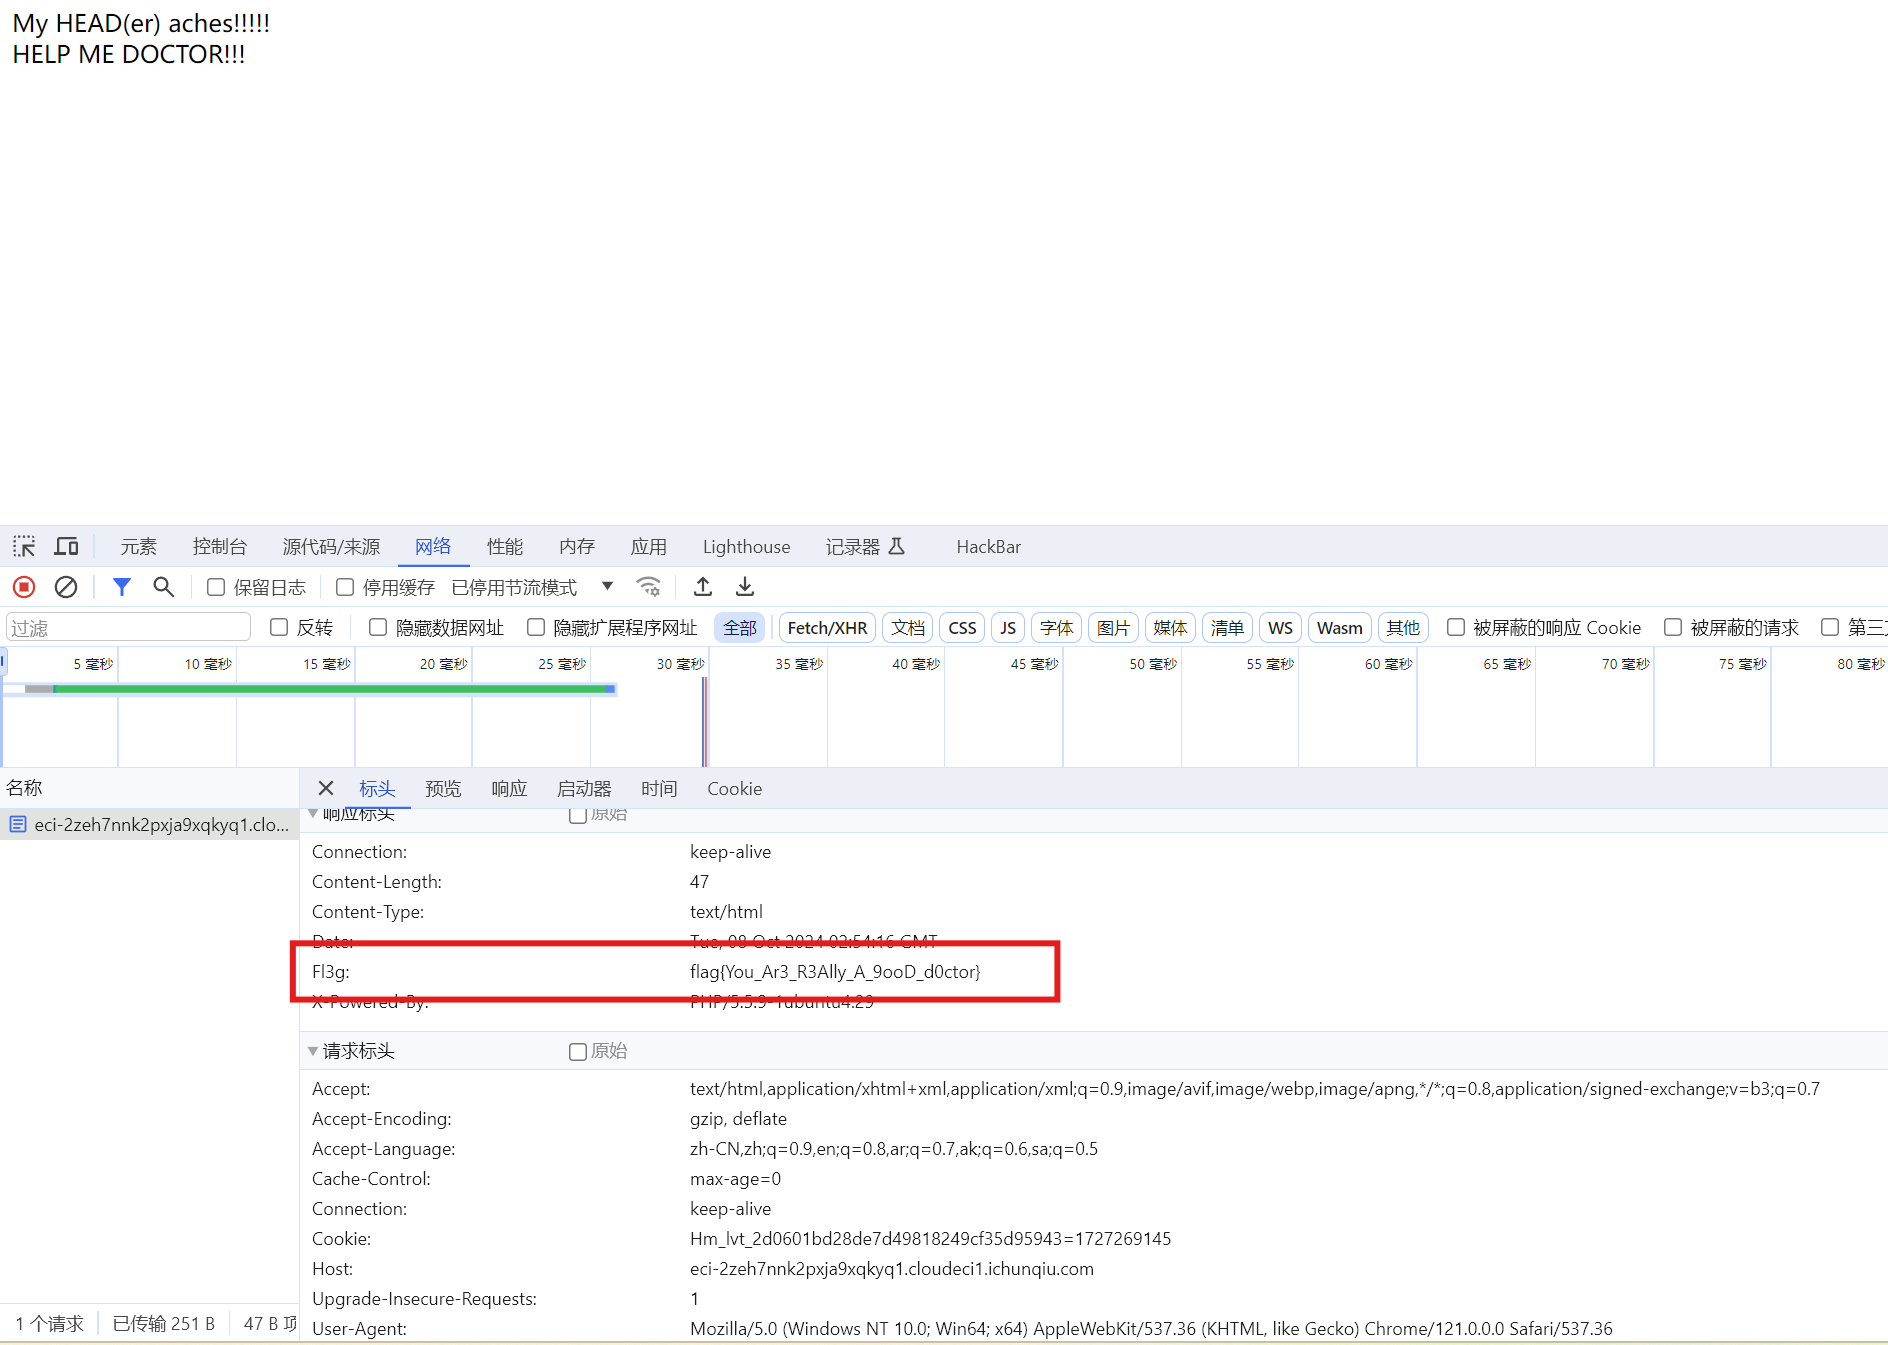 My HEAD(er) aches!!!!!
HELP ME DOCTOR!!!
元素 控制台 源代码/来源 网络 性能 内存 应用 Lighthouse 记录器 HackBar
保留日志 停用缓存 已停用节流模式
过滤 反转 隐藏数据网址 隐藏扩展程序网址 全部 Fetch/XHR 文档 CSS JS 字体 图片 媒体 清单 WS Wasm 其他 被屏蔽的响应 Cookie 被屏蔽的请求 第三
5 毫秒 10 毫秒 15 毫秒 20 毫秒 25 毫秒 30 毫秒 35 毫秒 40 毫秒 45 毫秒 50 毫秒 55 毫秒 60 毫秒 65 毫秒 70 毫秒 75 毫秒 80 毫秒
名称 标头 预览 响应 启动器 时间 Cookie
响应标头 原始
eci-2zeh7nnk2pxja9xqkyq1.clo...
Connection: keep-alive
Content-Length: 47
Content-Type: text/html
Date: Tue, 08 Oct 2024 02:54:16 GMT
Fl3g: flag{You_Ar3_R3Ally_A_9ooD_d0ctor}
X-Powered-By: PHP/5.5.9-1ubuntu4.29
请求标头 原始
Accept: text/html,application/xhtml+xml,application/xml;q=0.9,image/avif,image/webp,image/apng,*/*;q=0.8,application/signed-exchange;v=b3;q=0.7
Accept-Encoding: gzip, deflate
Accept-Language: zh-CN,zh;q=0.9,en;q=0.8,ar;q=0.7,ak;q=0.6,sa;q=0.5
Cache-Control: max-age=0
Connection: keep-alive
Cookie: Hm_lvt_2d0601bd28de7d49818249cf35d95943=1727269145
Host: eci-2zeh7nnk2pxja9xqkyq1.cloudeci1.ichunqiu.com
Upgrade-Insecure-Requests: 1
User-Agent: Mozilla/5.0 (Windows NT 10.0; Win64; x64) AppleWebKit/537.36 (KHTML, like Gecko) Chrome/121.0.0.0 Safari/537.36
1 个请求 已传输 251 B 47 B 项